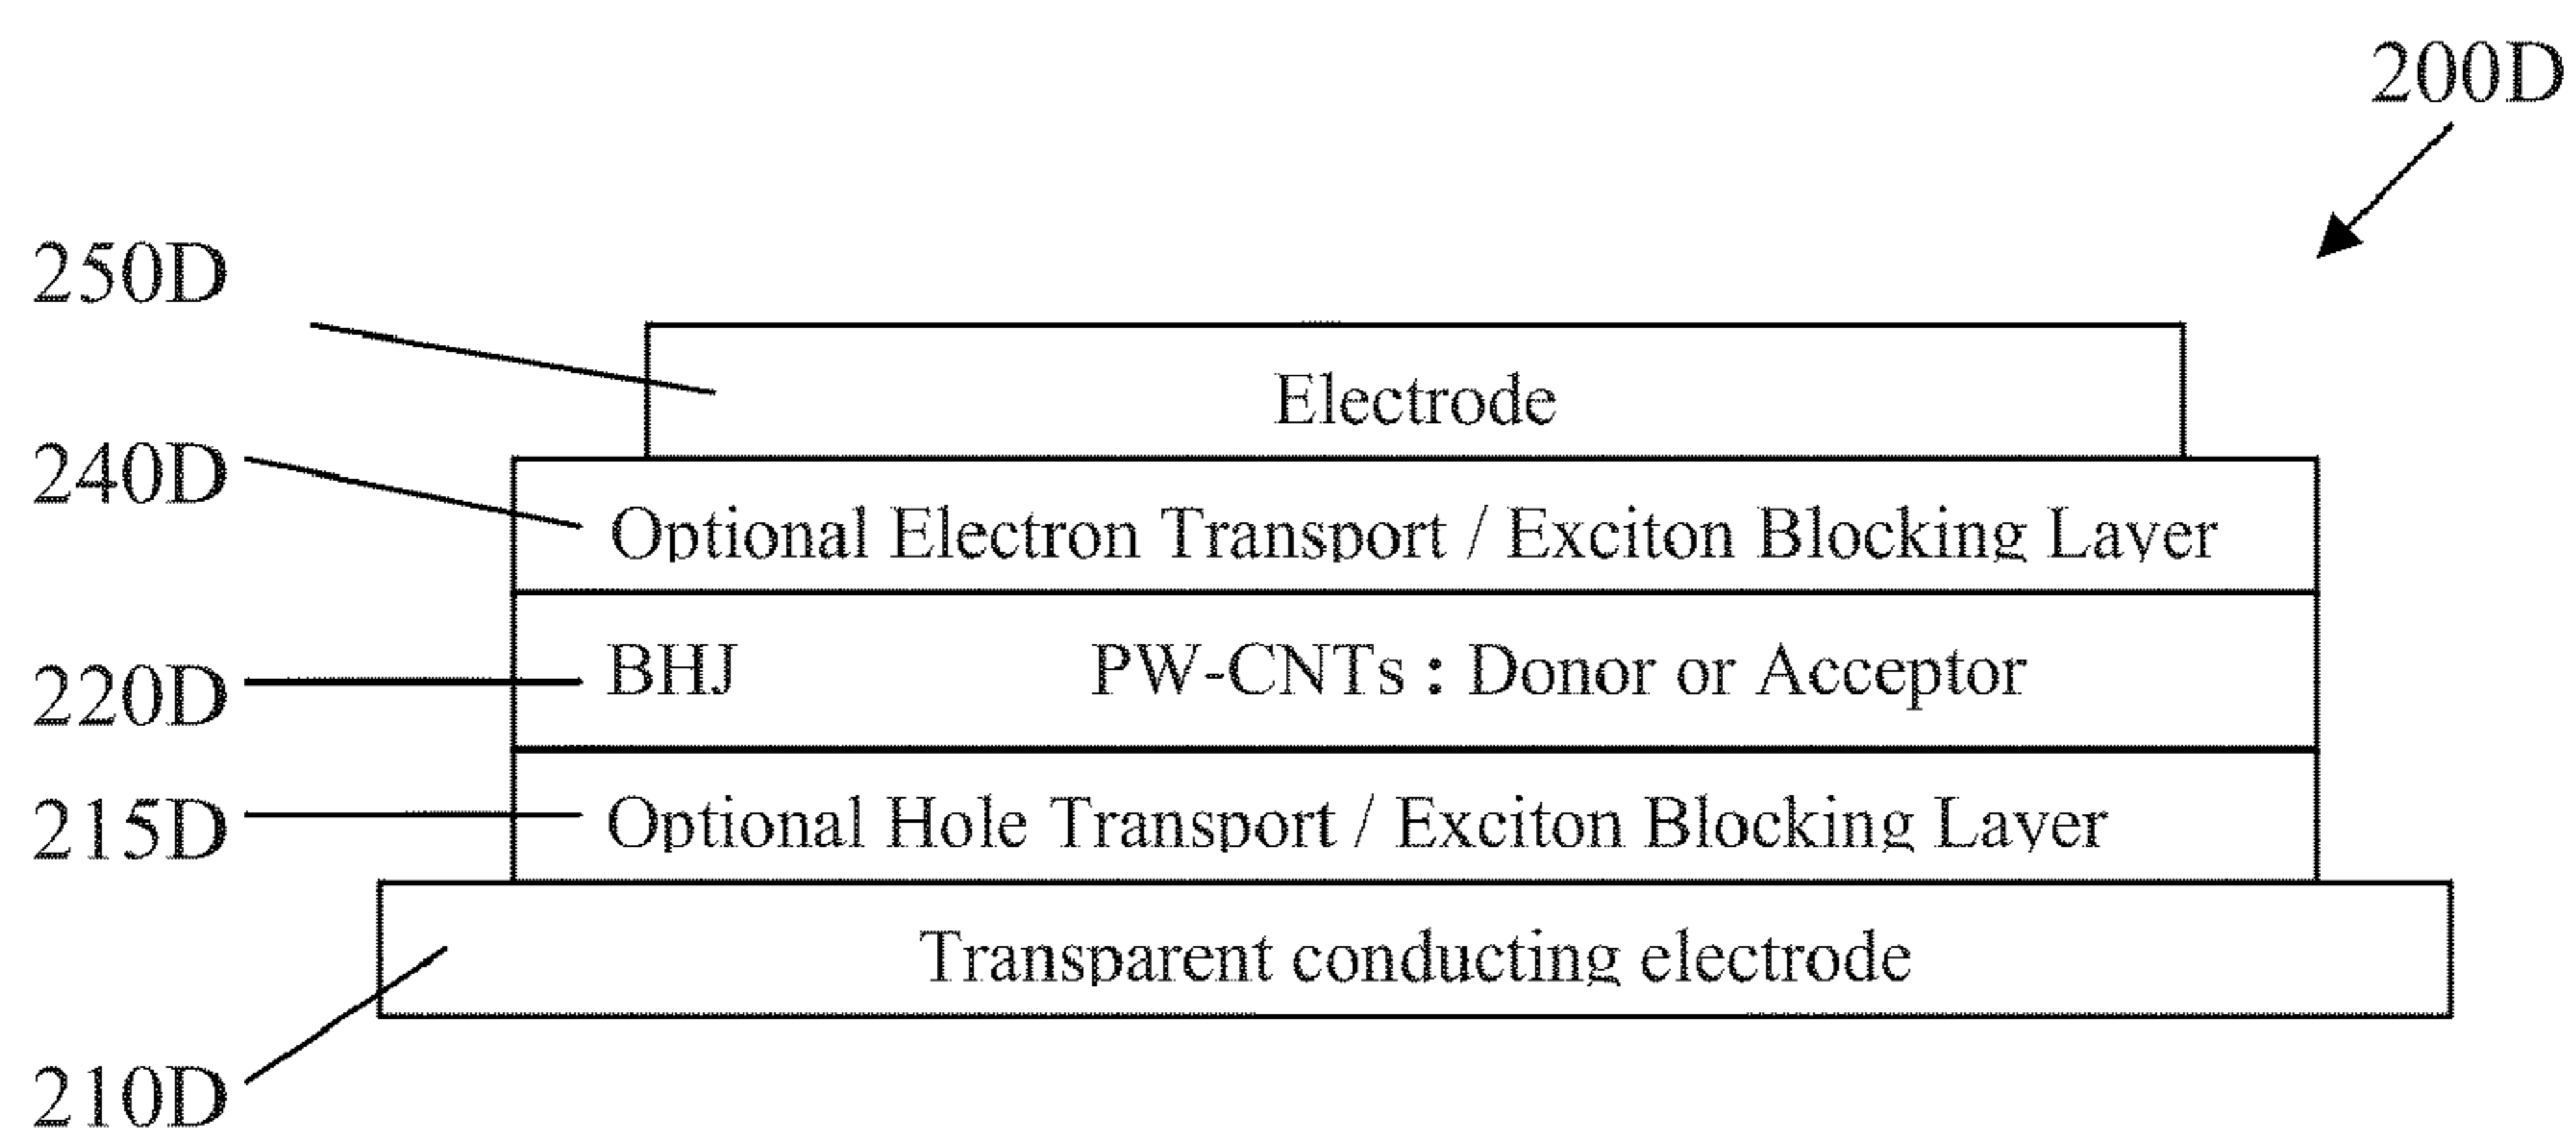 200D
250D
Electrode
240D
Optional Electron Transport / Exciton Blocking Layer
BHJ PW-CNTs : Donor or Acceptor
220D
Optional Hole Transport / Exciton Blocking Layer
215D
Transparent conducting electrode
210D